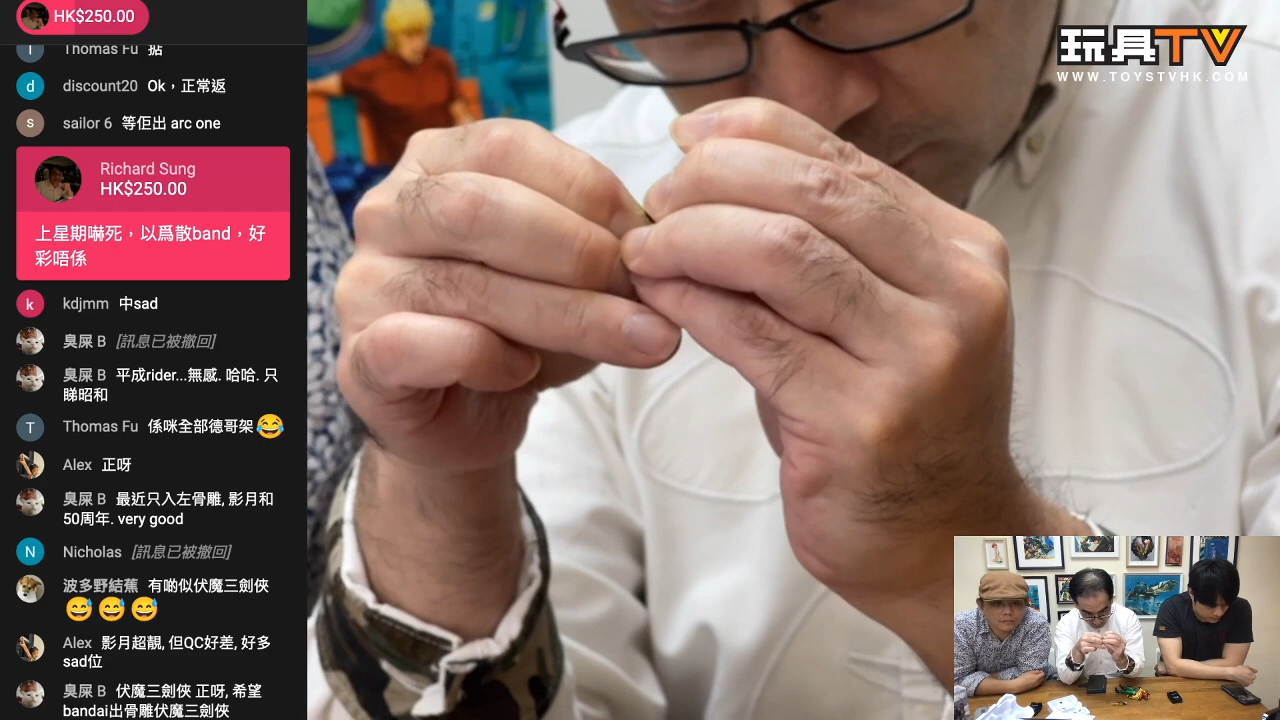 HK$250.00
Thomas Fu 掂
discount20 Ok，正常返
sailor 6 等佢出 arc one
Richard Sung
HK$250.00
上星期嚇死，以爲散band，好
彩唔係
kdjmm 中sad
臭屎 B [訊息已被撤回]
臭屎 B 平成rider...無感. 哈哈. 只
睇昭和
Thomas Fu 係咪全部德哥架😂
Alex 正呀
臭屎 B 最近只入左骨雕, 影月和
50周年. very good
Nicholas [訊息已被撤回]
波多野結蕉 有啲似伏魔三劍俠
😅😅😅
Alex 影月超靚, 但QC好差, 好多
sad位
臭屎 B 伏魔三劍俠 正呀, 希望
bandai出骨雕伏魔三劍俠
玩具TV
WWW.TOYSTVHK.COM